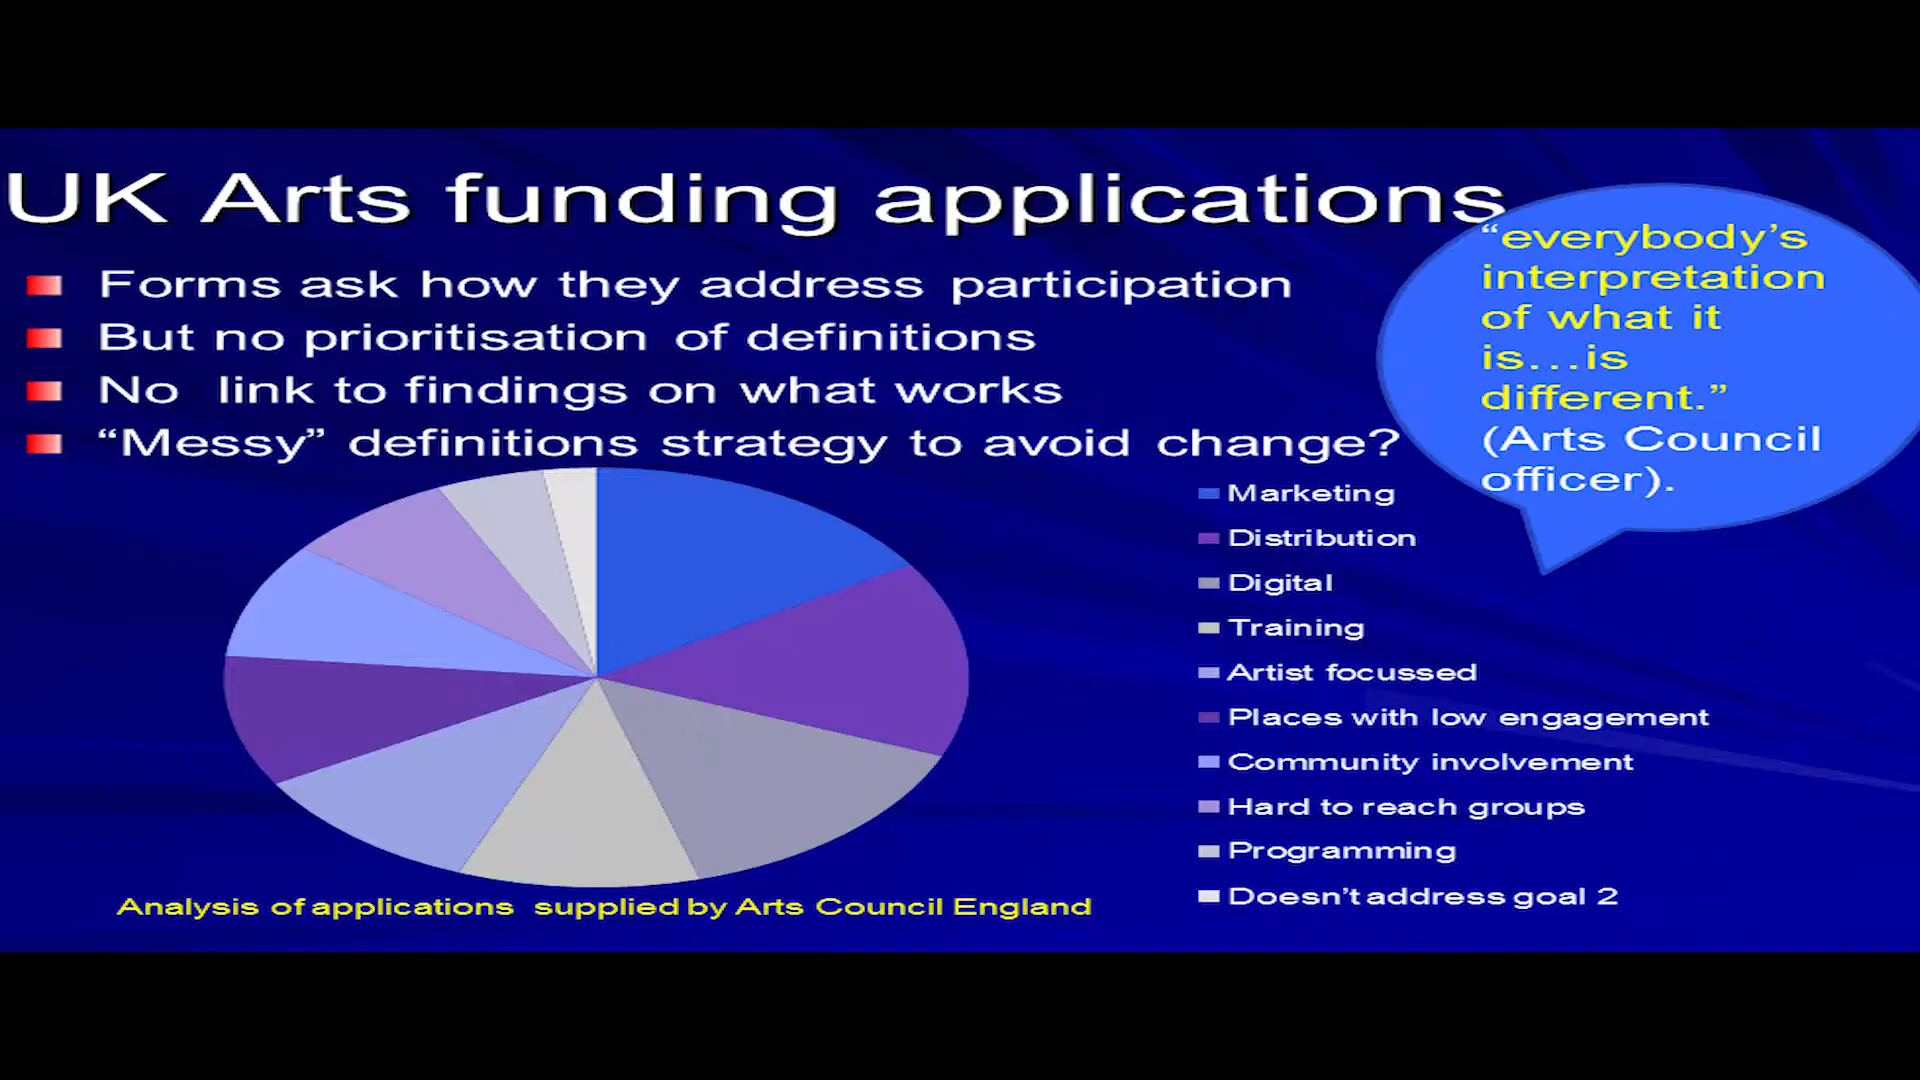 UK Arts funding applications
Forms ask how they address participation
But no prioritisation of definitions
No link to findings on what works
“Messy” definitions strategy to avoid change?
“everybody’s
interpretation
of what it
is...is
different.”
(Arts Council
officer).
Marketing
Distribution
Digital
Training
Artist focussed
Places with low engagement
Community involvement
Hard to reach groups
Programming
Doesn’t address goal 2
Analysis of applications supplied by Arts Council England